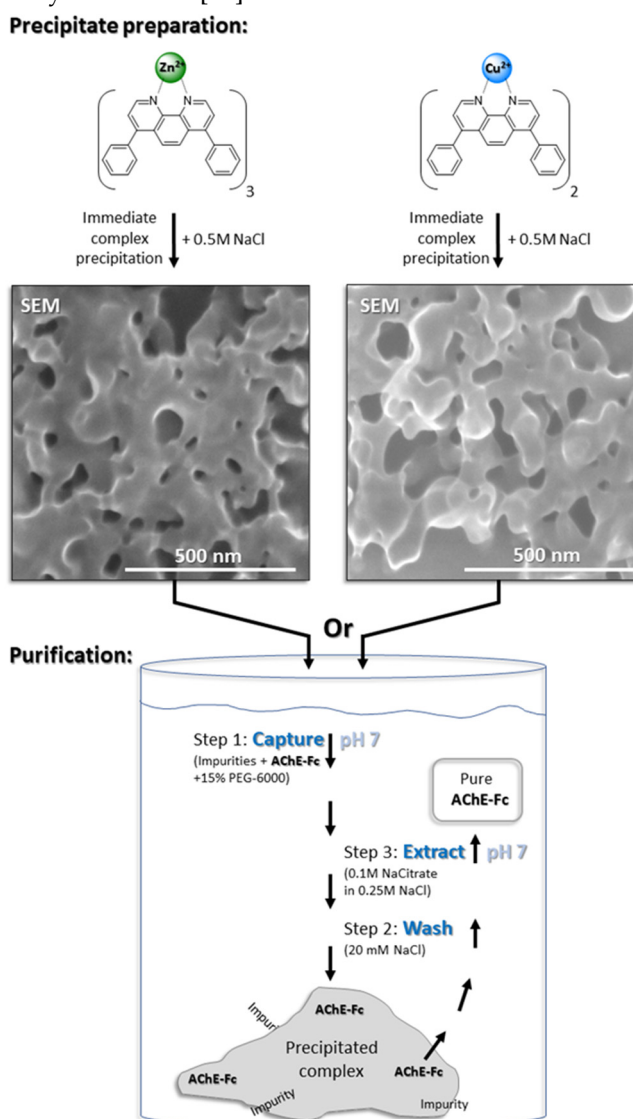 Precipitate preparation:
Zn²⁺
N N
3
Cu²⁺
N N
2
Immediate
complex
precipitation
+ 0.5M NaCl
Immediate
complex
precipitation
+ 0.5M NaCl
SEM
500 nm
SEM
500 nm
Or
Purification:
Step 1: Capture pH 7
(Impurities + AChE-Fc
+15% PEG-6000)
Pure
AChE-Fc
Step 3: Extract pH 7
(0.1M NaCitrate
in 0.25M NaCl)
Step 2: Wash
(20 mM NaCl)
AChE-Fc
Precipitated
complex
AChE-Fc
AChE-Fc
Impurity
Impurity